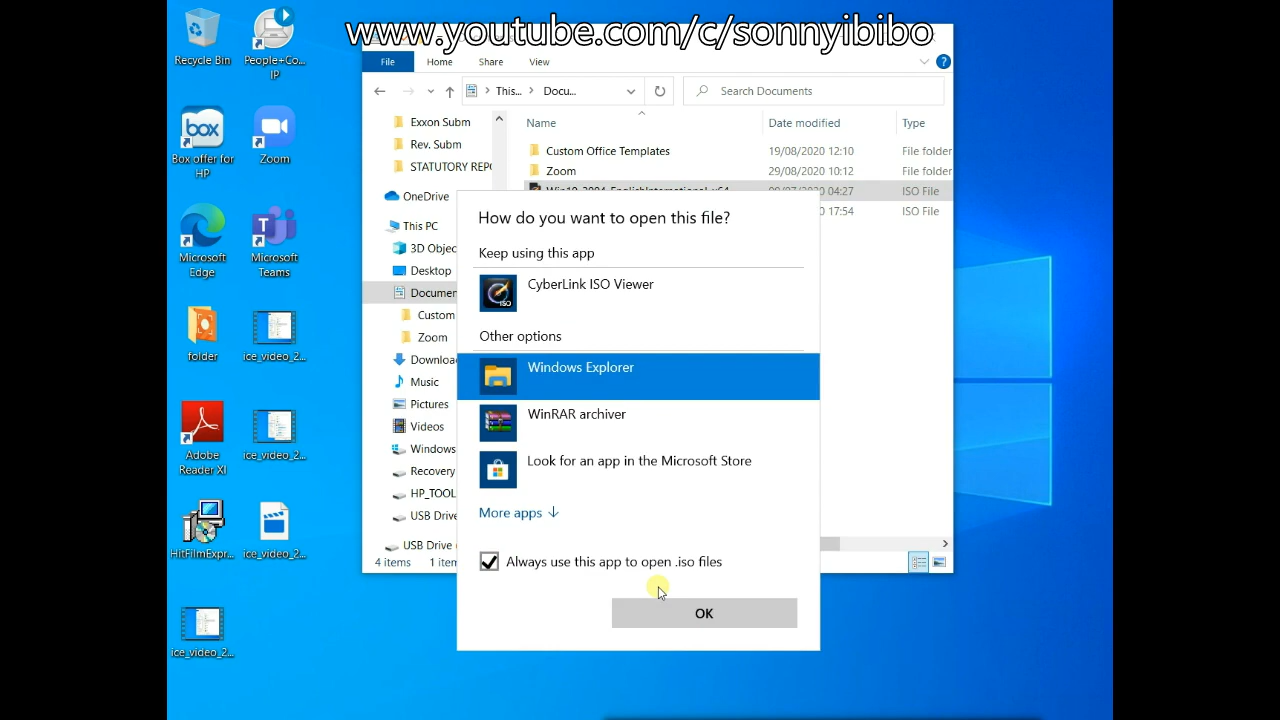 www.youtube.com/c/sonnyibibo
Recycle Bin
People+Co...
IP
Box offer for
HP
Zoom
Microsoft
Edge
Microsoft
Teams
folder
ice_video_2...
Adobe
Reader XI
ice_video_2...
HitFilmExpr...
ice_video_2...
ice_video_2...
File
Home
Share
View
This...
Docu...
Search Documents
Exxon Subm
Rev. Subm
STATUTORY REPO
OneDrive
This PC
3D Objec
Desktop
Documen
Custom
Zoom
Downloa
Music
Pictures
Videos
Windows
Recovery
HP_TOOL
USB Drive
USB Drive
4 items
1 item
Name
Date modified
Type
Custom Office Templates
19/08/2020 12:10
File folder
Zoom
29/08/2020 10:12
File folder
04:27
ISO File
17:54
ISO File
How do you want to open this file?
Keep using this app
CyberLink ISO Viewer
Other options
Windows Explorer
WinRAR archiver
Look for an app in the Microsoft Store
More apps
Always use this app to open .iso files
OK